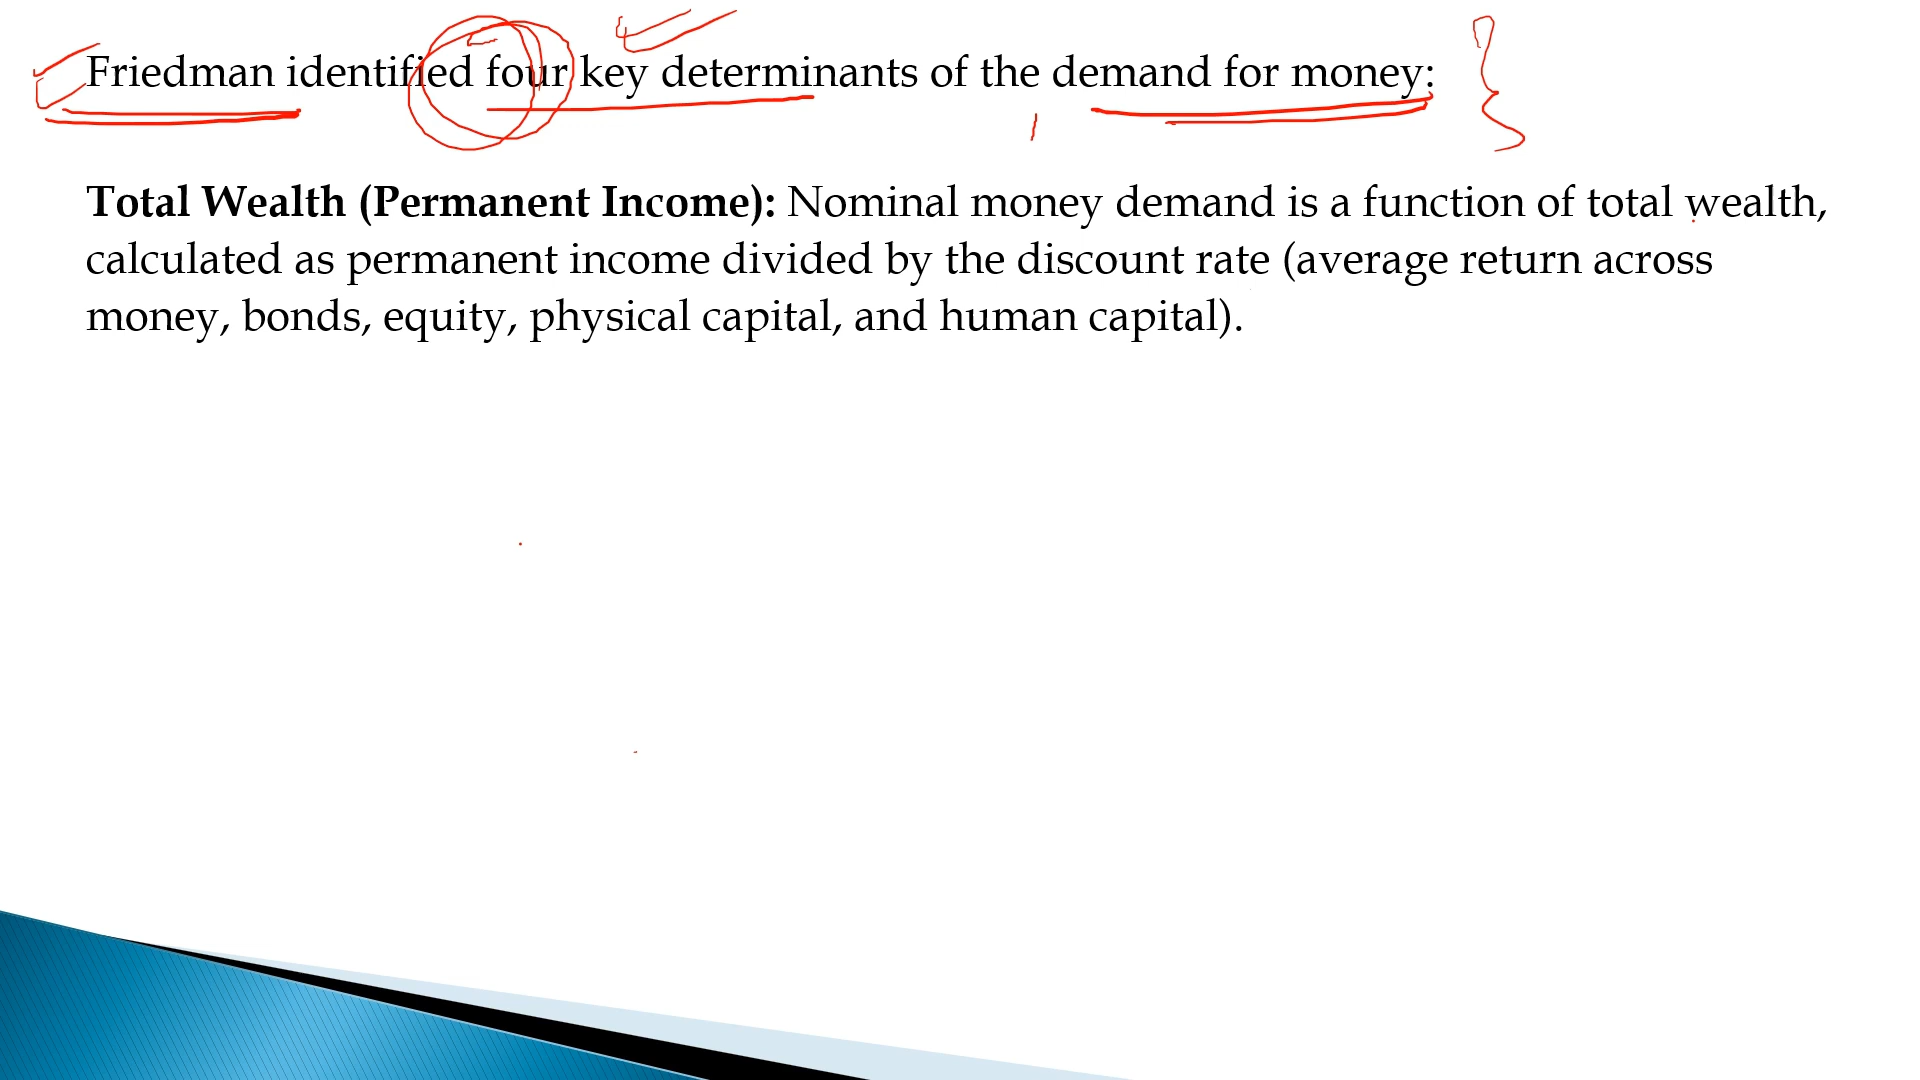 Friedman identified four key determinants of the demand for money:
Total Wealth (Permanent Income): Nominal money demand is a function of total wealth,
calculated as permanent income divided by the discount rate (average return across
money, bonds, equity, physical capital, and human capital).